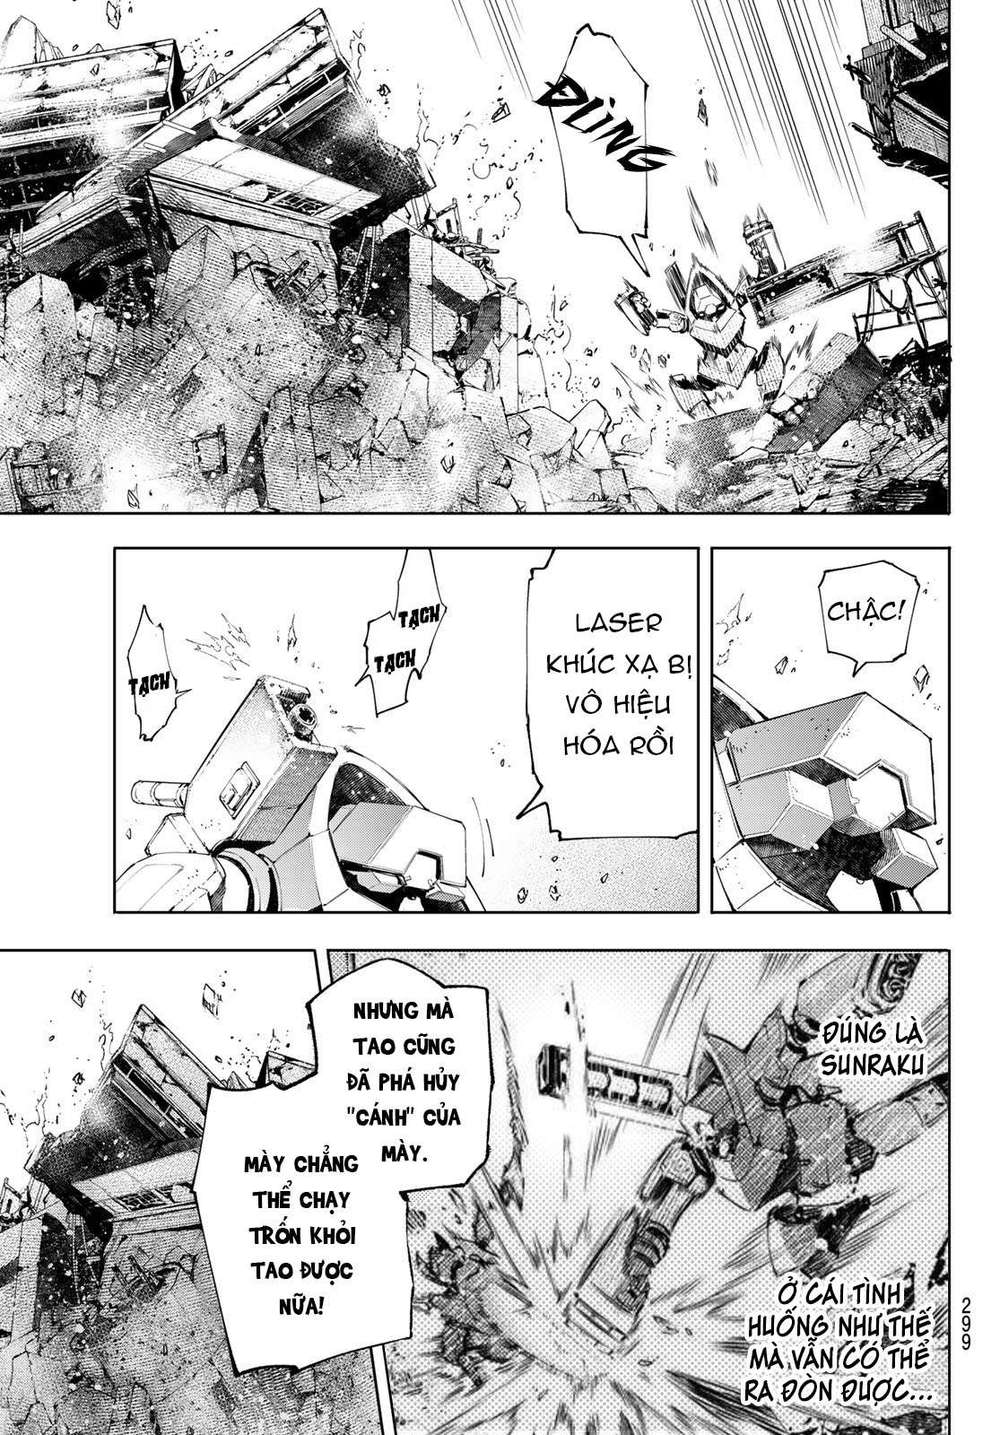 ĐÙNG
CHẬC!
LASER
KHÚC XẠ BỊ
VÔ HIỆU
HÓA RỒI
TẠCH
TẠCH
TẠCH
ĐÚNG LÀ
SUNRAKU
Ở CÁI TÌNH
HUỐNG NHƯ THẾ
MÀ VẪN CÓ THỂ
RA ĐÒN ĐƯỢC...
NHƯNG MÀ
TAO CŨNG
ĐÃ PHÁ HỦY
"CÁNH" CỦA
MÀY.
MÀY CHẲNG
THỂ CHẠY
TRỐN KHỎI
TAO ĐƯỢC
NỮA!
299